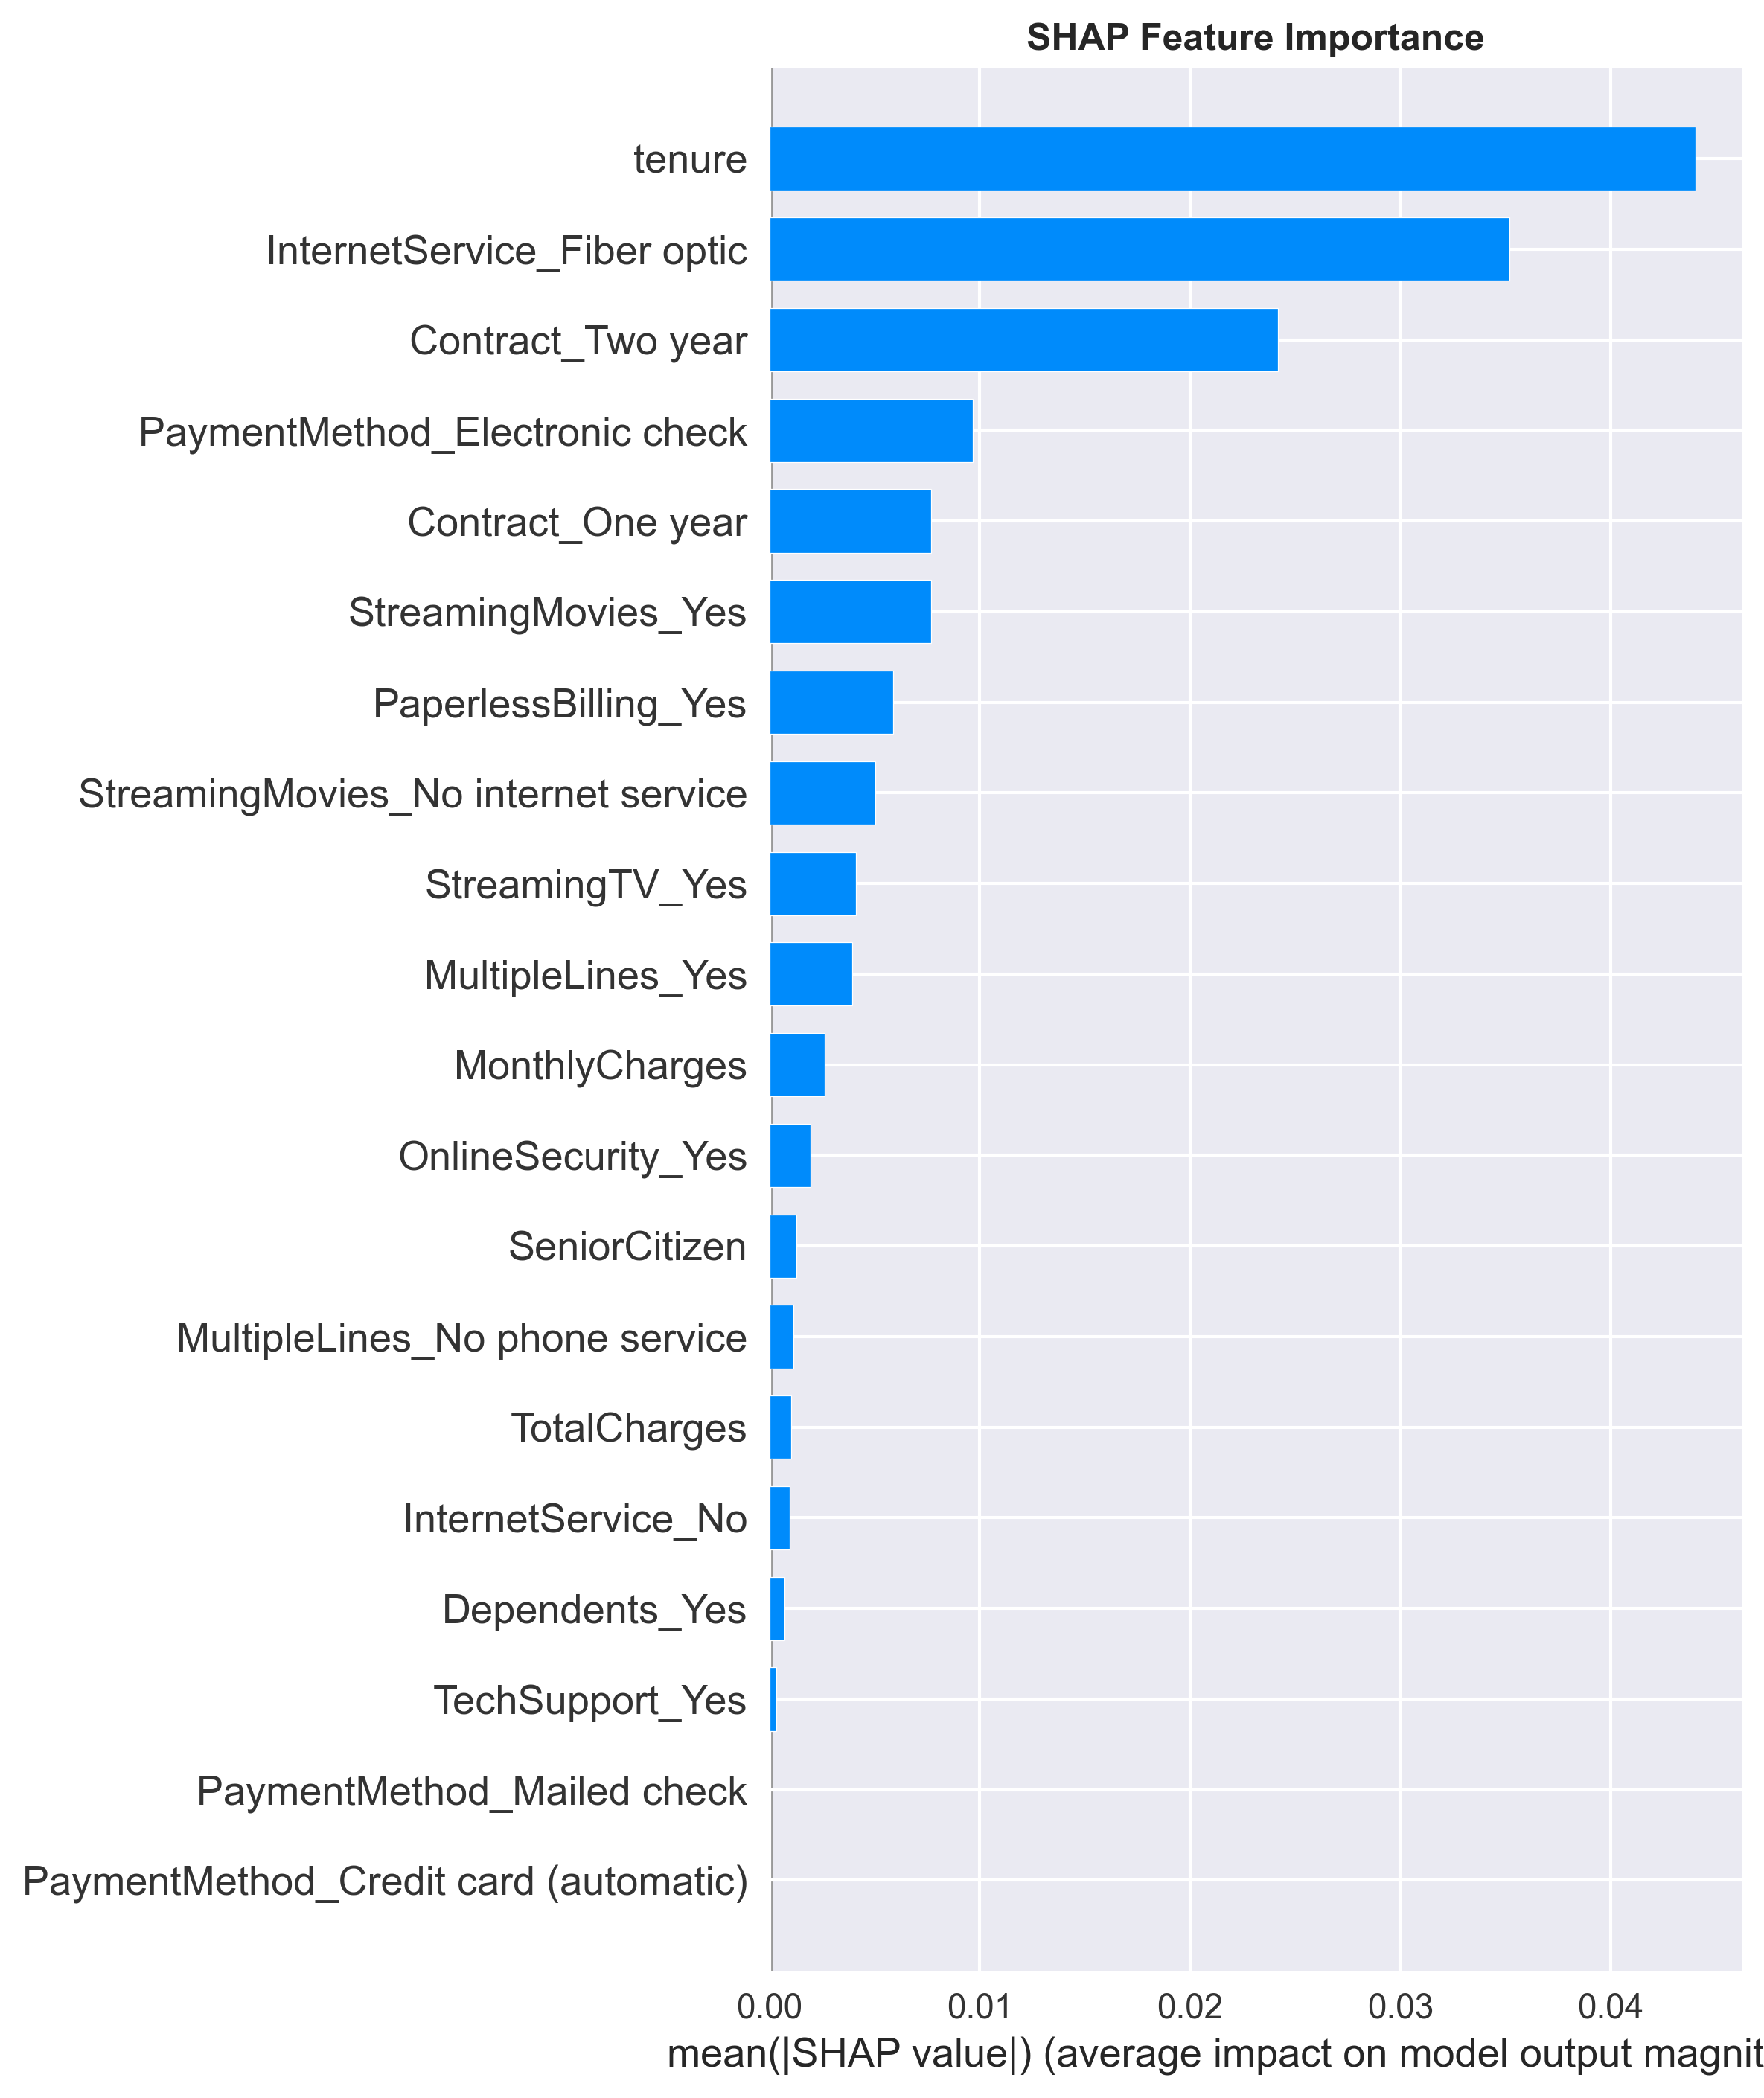 SHAP Feature Importance
tenure
InternetService_Fiber optic
Contract_Two year
PaymentMethod_Electronic check
Contract_One year
StreamingMovies_Yes
PaperlessBilling_Yes
StreamingMovies_No internet service
StreamingTV_Yes
MultipleLines_Yes
MonthlyCharges
OnlineSecurity_Yes
SeniorCitizen
MultipleLines_No phone service
TotalCharges
InternetService_No
Dependents_Yes
TechSupport_Yes
PaymentMethod_Mailed check
PaymentMethod_Credit card (automatic)
0.00 0.01 0.02 0.03 0.04
mean(|SHAP value|) (average impact on model output magnit